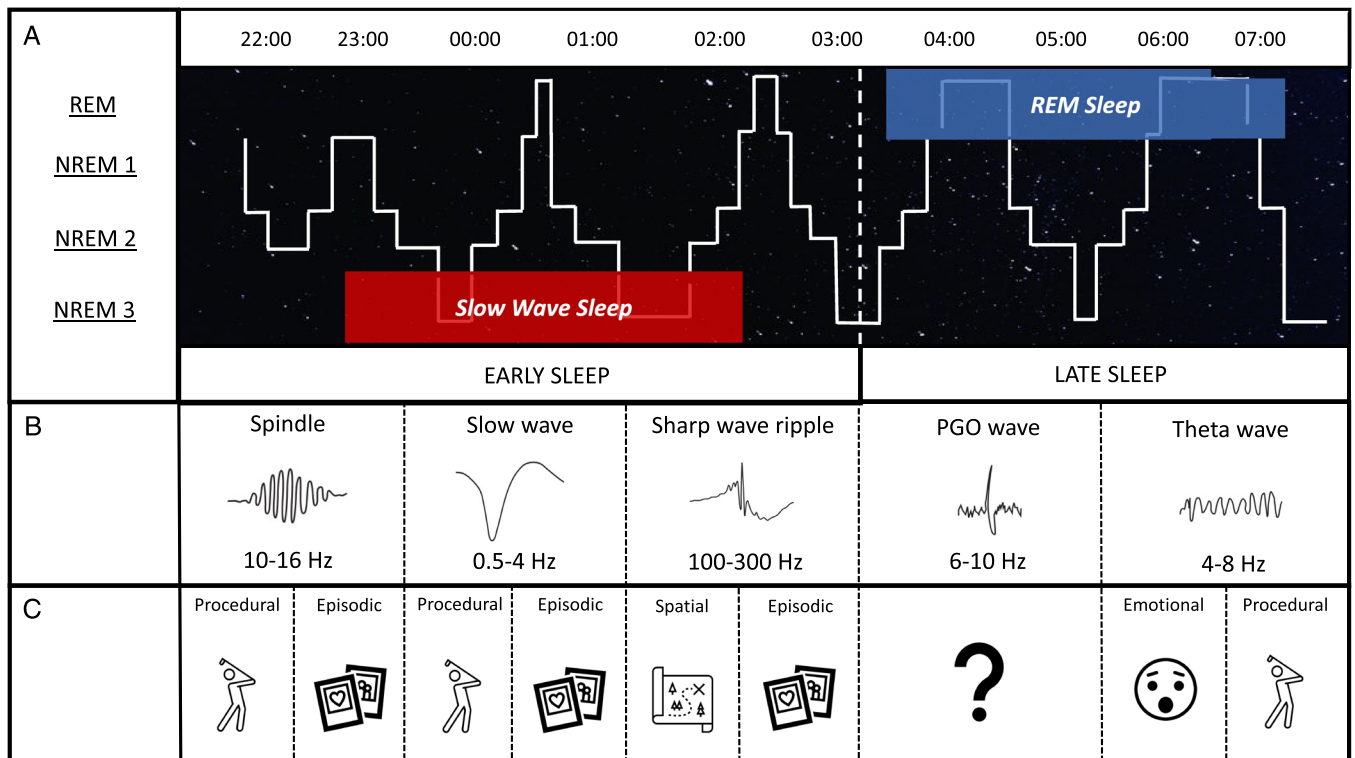 A
22:00 23:00 00:00 01:00 02:00 03:00 04:00 05:00 06:00 07:00
REM
REM Sleep
NREM 1
NREM 2
NREM 3
Slow Wave Sleep
EARLY SLEEP
LATE SLEEP
B
Spindle
Slow wave
Sharp wave ripple
PGO wave
Theta wave
10-16 Hz
0.5-4 Hz
100-300 Hz
6-10 Hz
4-8 Hz
C
Procedural
Episodic
Procedural
Episodic
Spatial
Episodic
?
Emotional
Procedural